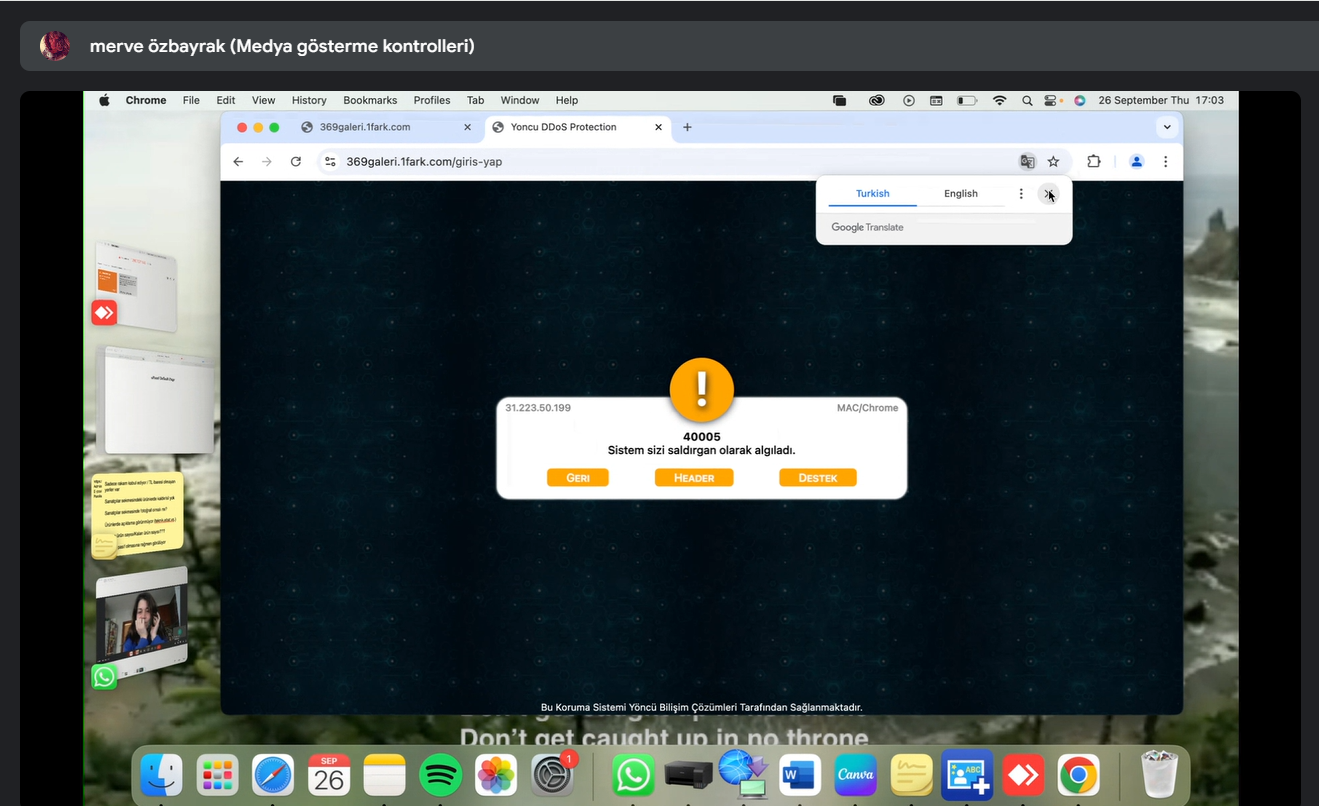 merve özbayrak (Medya gösterme kontrolleri)
Chrome File Edit View History Bookmarks Profiles Tab Window Help
26 September Thu 17:03
369galeri.1fark.com
Yoncu DDoS Protection
369galeri.1fark.com/giris-yap
Turkish English
Google Translate
31.223.50.199
MAC/Chrome
40005
Sistem sizi saldırgan olarak algıladı.
GERI HEADER DESTEK
Bu Koruma Sistemi Yöncü Bilişim Çözümleri Tarafından Sağlanmaktadır.
Don't get caught up in no throne
SEP
26
1
W
Canva
ABC